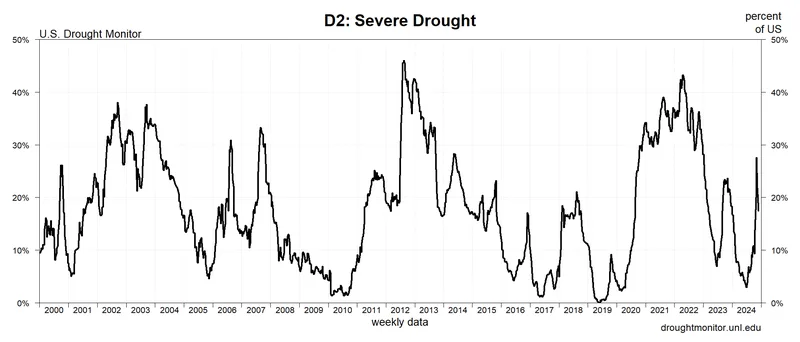 D2: Severe Drought
percent
of US
U.S. Drought Monitor
50%
50%
40%
40%
30%
30%
20%
20%
10%
10%
0%
0%
2000 2001 2002 2003 2004 2005 2006 2007 2008 2009 2010 2011 2012 2013 2014 2015 2016 2017 2018 2019 2020 2021 2022 2023 2024
weekly data
droughtmonitor.unl.edu